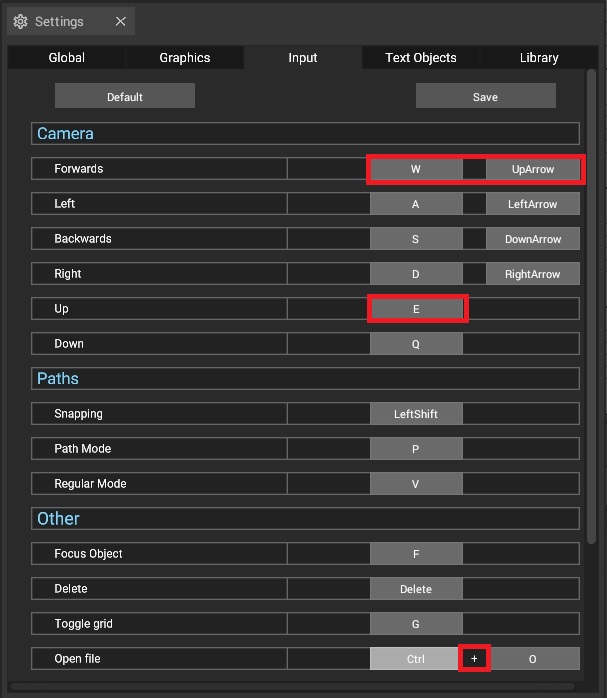 Settings
Global Graphics Input Text Objects Library
Default Save
Camera
Forwards W UpArrow
Left A LeftArrow
Backwards S DownArrow
Right D RightArrow
Up E
Down Q
Paths
Snapping LeftShift
Path Mode P
Regular Mode V
Other
Focus Object F
Delete Delete
Toggle grid G
Open file Ctrl + O